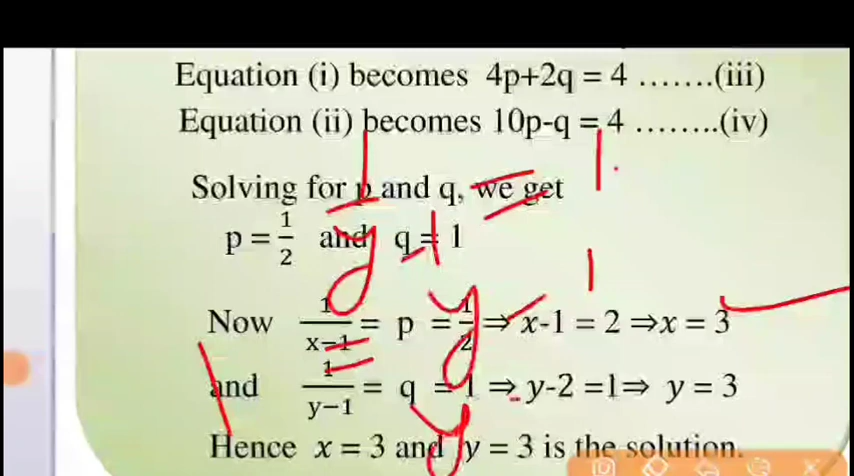 Equation (i) becomes 4p+2q = 4 .......(iii)
Equation (ii) becomes 10p-q = 4 ........(iv)
Solving for p and q, we get
p = 1/2 and q = 1
Now 1/(x−1) = p = 1/2 ⇒ x-1 = 2 ⇒ x = 3
and 1/(y−1) = q = 1 ⇒ y-2 =1⇒ y = 3
Hence x = 3 and y = 3 is the solution.